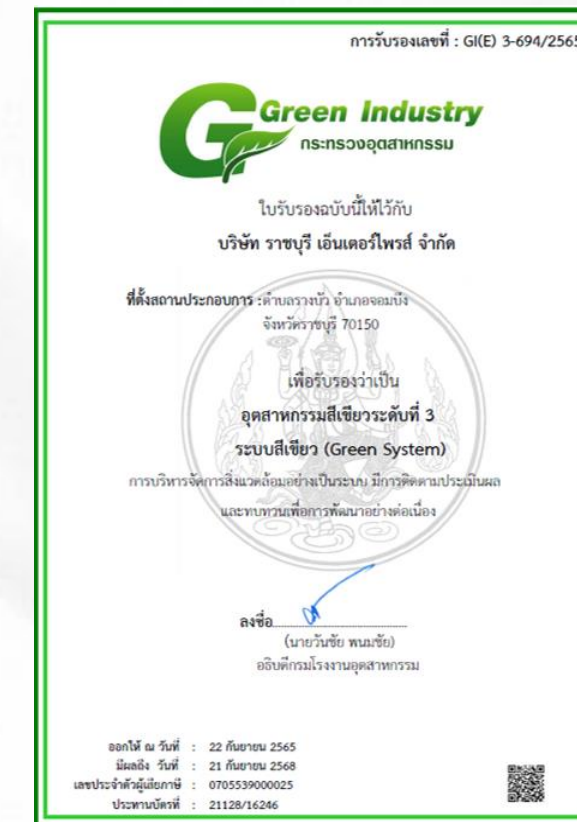 การรับรองเลขที่ : GI(E) 3-694/2565
Green Industry
กระทรวงอุตสาหกรรม
ใบรับรองฉบับนี้ให้ไว้กับ
บริษัท ราชบุรี เอ็นเตอร์ไพรส์ จำกัด
ที่ตั้งสถานประกอบการ : ตำบลรางบัว อำเภอจอมบึง
จังหวัดราชบุรี 70150
เพื่อรับรองว่าเป็น
อุตสาหกรรมสีเขียวระดับที่ 3
ระบบสีเขียว (Green System)
การบริหารจัดการสิ่งแวดล้อมอย่างเป็นระบบ มีการติดตามประเมินผล
และทบทวนเพื่อการพัฒนาอย่างต่อเนื่อง
ลงชื่อ
(นายวันชัย พนมชัย)
อธิบดีกรมโรงงานอุตสาหกรรม
ออกให้ ณ วันที่ : 22 กันยายน 2565
มีผลถึง วันที่ : 21 กันยายน 2568
เลขประจำตัวผู้เสียภาษี : 0705539000025
ประทานบัตรที่ : 21128/16246